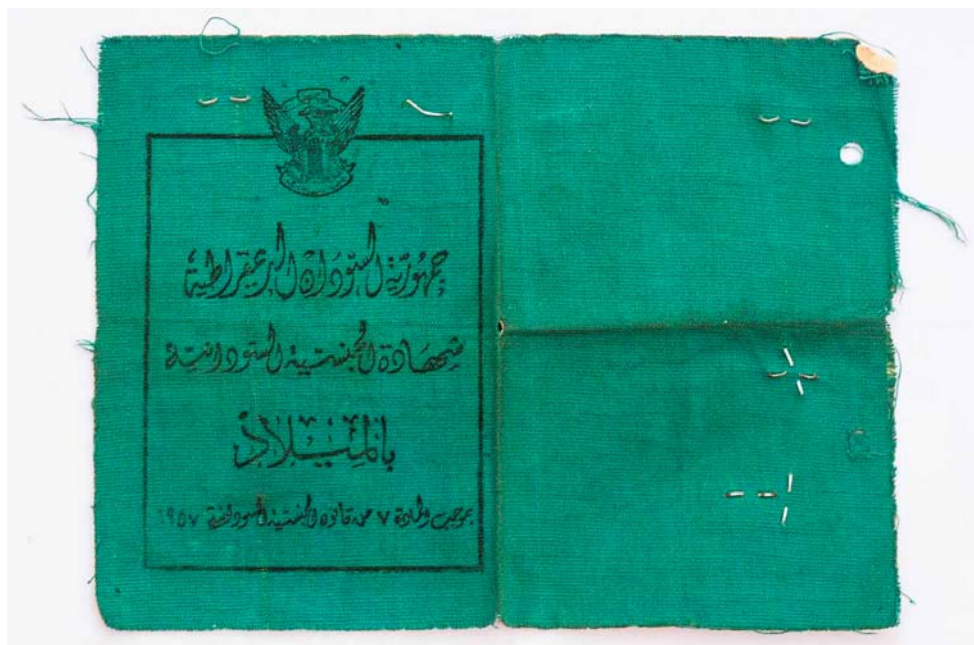 جمهورية السودان الديمقراطية
شهادة الجنسية السودانية
بالميلاد
بموجب المادة ٧ من قانون الجنسية السودانية ١٩٥٧